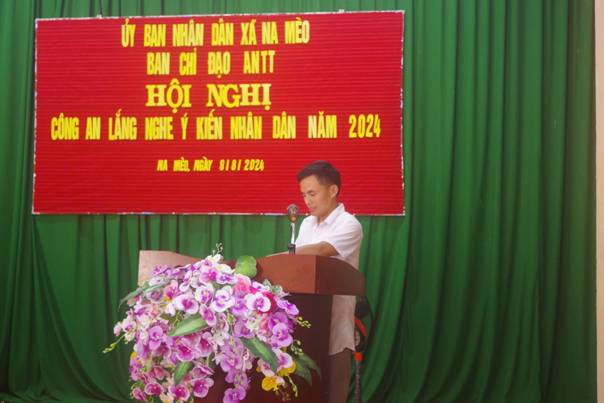 ỦY BAN NHÂN DÂN XÃ NA MÈO
BAN CHỈ ĐẠO ANTT
HỘI NGHỊ
CÔNG AN LẮNG NGHE Ý KIẾN NHÂN DÂN NĂM 2024
NA MÈO, NGÀY 9/8/2024